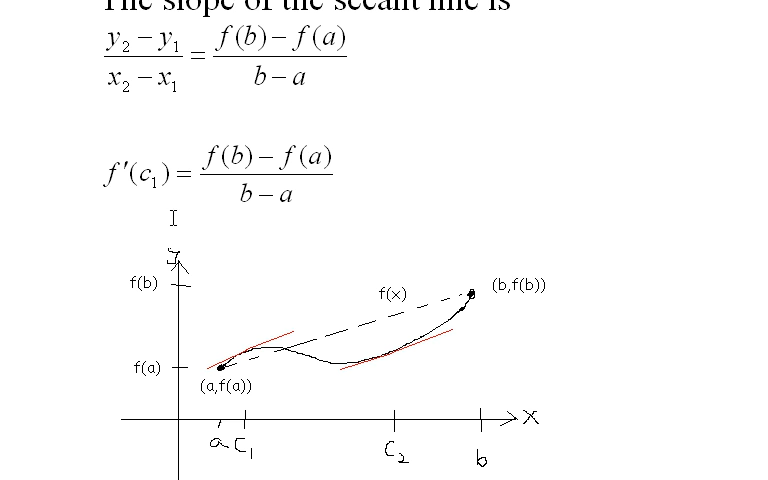 The slope of the secant line is
y₂ − y₁ / x₂ − x₁ = f(b) − f(a) / b − a
f'(c₁) = f(b) − f(a) / b − a
y
f(b)
f(x)
(b,f(b))
f(a)
(a,f(a))
x
a c₁ c₂ b